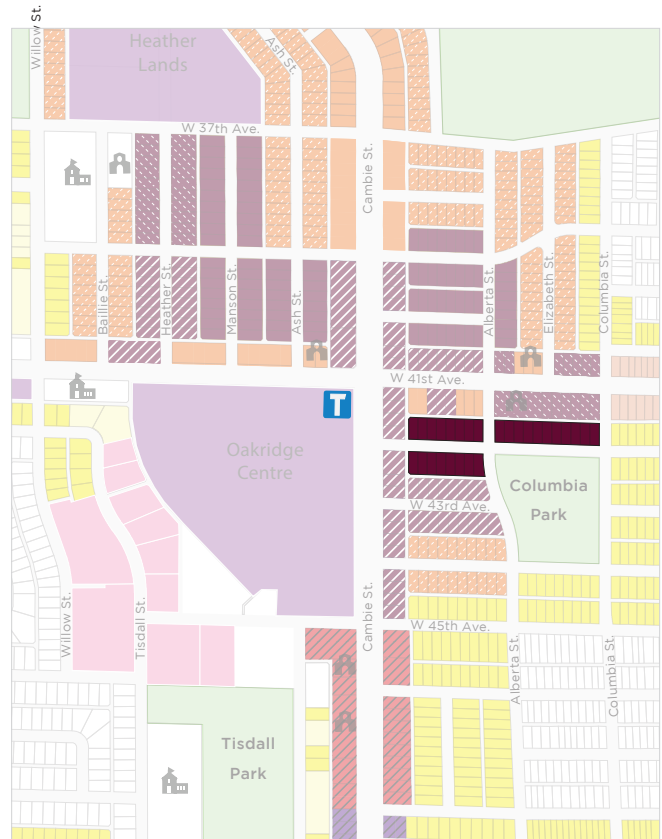 Willow St.
Heather
Lands
Ash St.
W 37th Ave.
Cambie St.
Baillie St.
Heather St.
Manson St.
Ash St.
Alberta St.
Elizabeth St.
Columbia St.
W 41st Ave.
T
Oakridge
Centre
Columbia
Park
W 43rd Ave.
Willow St.
Tisdall St.
Cambie St.
W 45th Ave.
Alberta St.
Columbia St.
Tisdall
Park